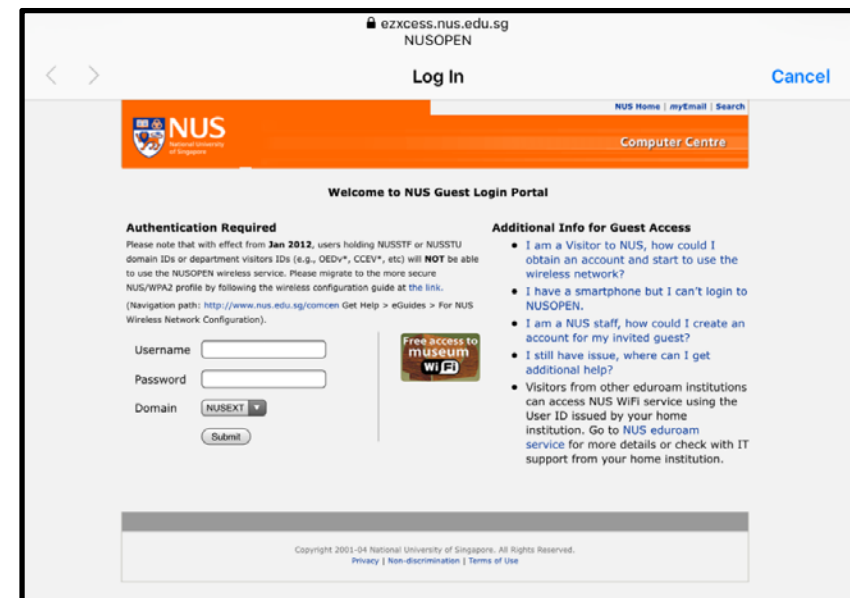 ezxcess.nus.edu.sg
NUSOPEN
Log In
Cancel
NUS Home | myEmail | Search
NUS
National University
of Singapore
Computer Centre
Welcome to NUS Guest Login Portal
Authentication Required
Please note that with effect from Jan 2012, users holding NUSSTF or NUSSTU
domain IDs or department visitors IDs (e.g., OEDv*, CCEV*, etc) will NOT be able
to use the NUSOPEN wireless service. Please migrate to the more secure
NUS/WPA2 profile by following the wireless configuration guide at the link.
(Navigation path: http://www.nus.edu.sg/comcen Get Help > eGuides > For NUS
Wireless Network Configuration).
Username
Password
Domain
NUSEXT
Submit
Free access to
museum
WiFi
Additional Info for Guest Access
• I am a Visitor to NUS, how could I
obtain an account and start to use the
wireless network?
• I have a smartphone but I can't login to
NUSOPEN.
• I am a NUS staff, how could I create an
account for my invited guest?
• I still have issue, where can I get
additional help?
• Visitors from other eduroam institutions
can access NUS WiFi service using the
User ID issued by your home
institution. Go to NUS eduroam
service for more details or check with IT
support from your home institution.
Copyright 2001-04 National University of Singapore. All Rights Reserved.
Privacy | Non-discrimination | Terms of Use